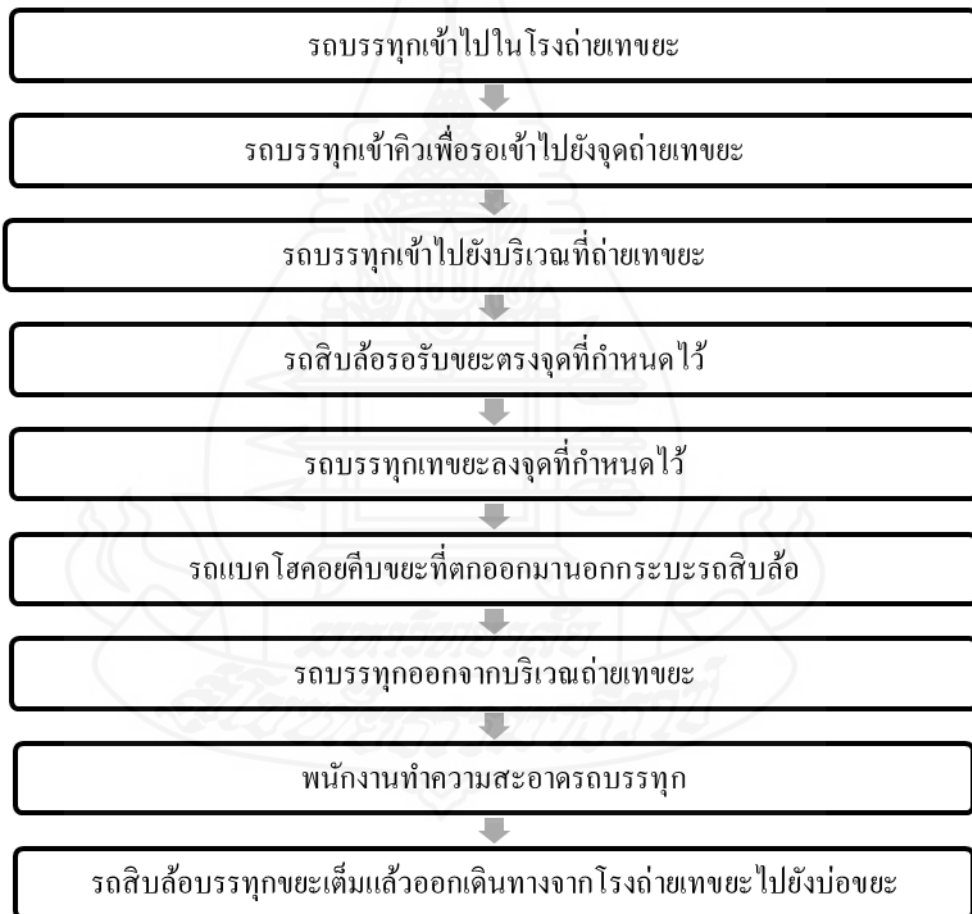 รถบรรทุกเข้าไปในโรงถ่ายเทขยะ
รถบรรทุกเข้าคิวเพื่อรอเข้าไปยังจุดถ่ายเทขยะ
รถบรรทุกเข้าไปยังบริเวณที่ถ่ายเทขยะ
รถสิบล้อรอรับขยะตรงจุดที่กำหนดไว้
รถบรรทุกเทขยะลงจุดที่กำหนดไว้
รถแบคโฮคอยคีบขยะที่ตกออกมานอกกระบะรถสิบล้อ
รถบรรทุกออกจากบริเวณถ่ายเทขยะ
พนักงานทำความสะอาดรถบรรทุก
รถสิบล้อบรรทุกขยะเต็มแล้วออกเดินทางจากโรงถ่ายเทขยะไปยังบ่อขยะ